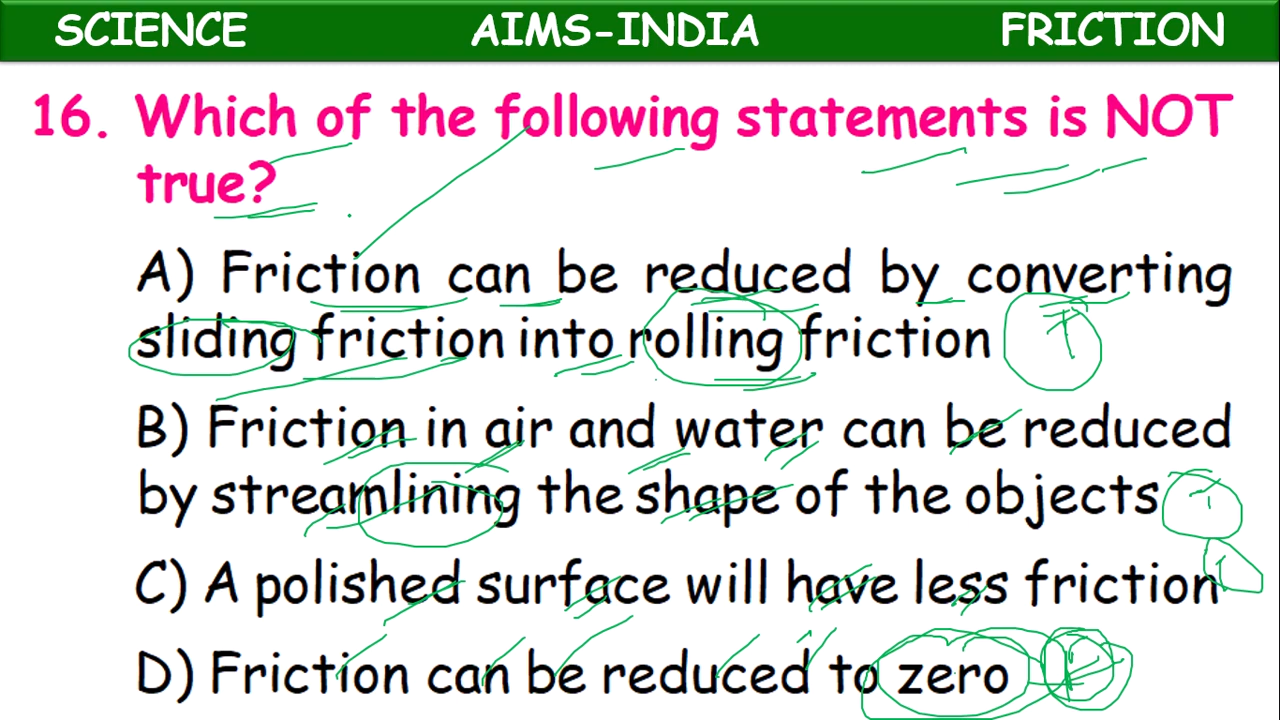 SCIENCE AIMS-INDIA FRICTION
16. Which of the following statements is NOT
true?
A) Friction can be reduced by converting
sliding friction into rolling friction T
B) Friction in air and water can be reduced
by streamlining the shape of the objects
C) A polished surface will have less friction
D) Friction can be reduced to zero